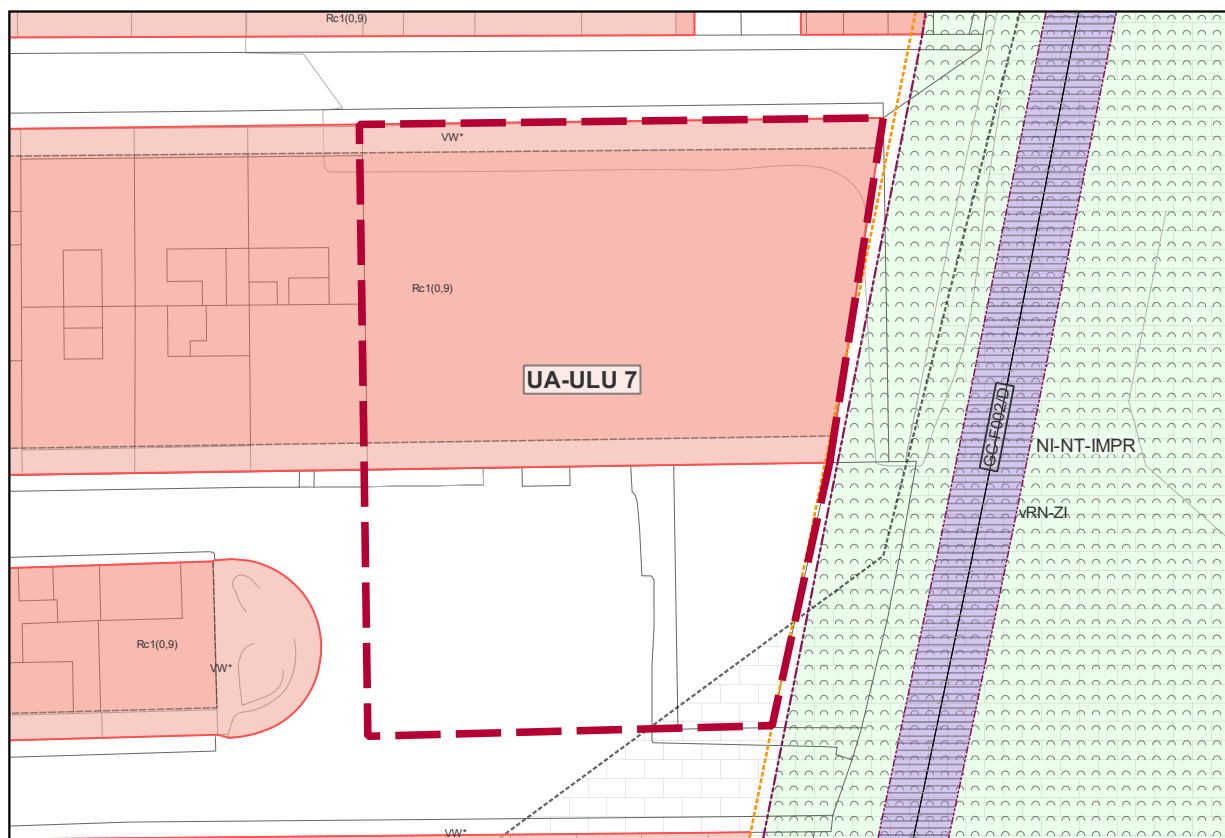 Rc1(0,9)
VW*
Rc1(0,9)
UA-ULU 7
GC F002/D
NI-NT-IMPR
vRN-ZI
Rc1(0,9)
VW*
VW*